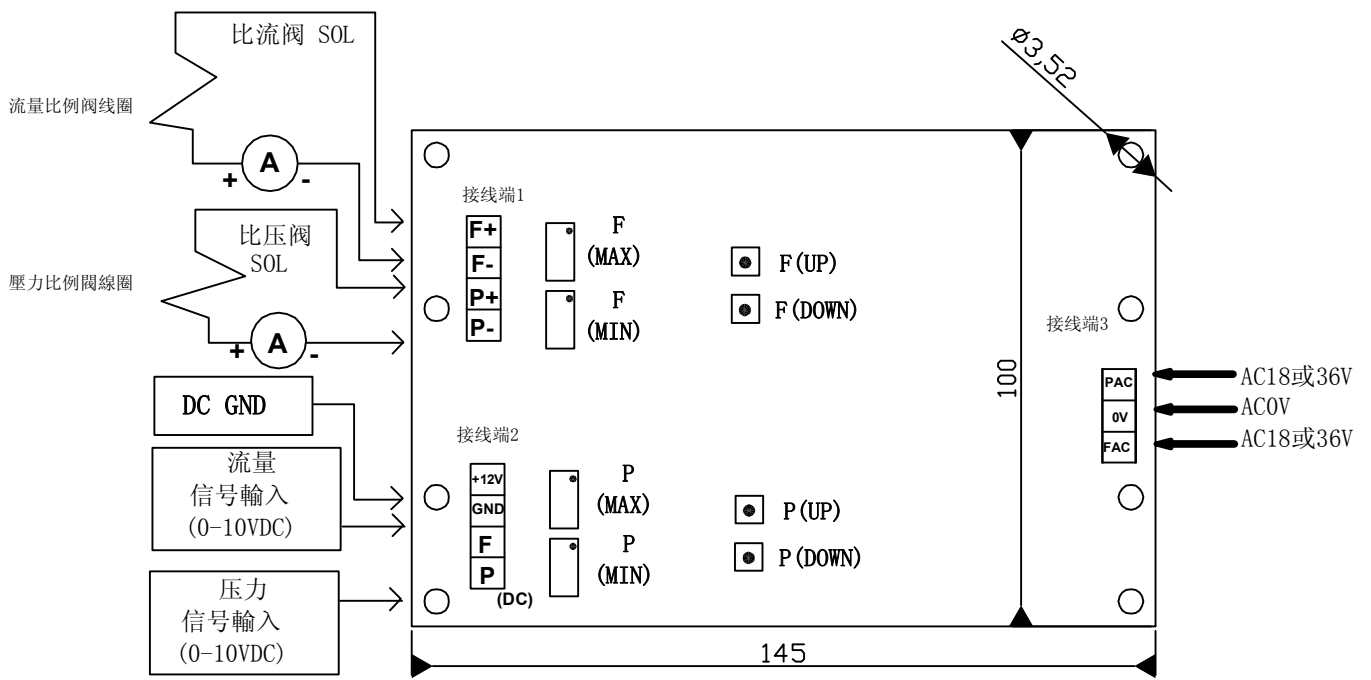 比流阀 SOL
流量比例阀线圈
A
+ -
比压阀
SOL
壓力比例閥線圈
A
+ -
DC GND
流量
信号輸入
(0-10VDC)
压力
信号輸入
(0-10VDC)
接线端1
F+
F-
P+
P-
F
(MAX)
F
(MIN)
F(UP)
F(DOWN)
接线端2
+12V
GND
F
P
(DC)
P
(MAX)
P
(MIN)
P(UP)
P(DOWN)
ø3,52
100
145
接线端3
PAC
0V
FAC
AC18或36V
AC0V
AC18或36V